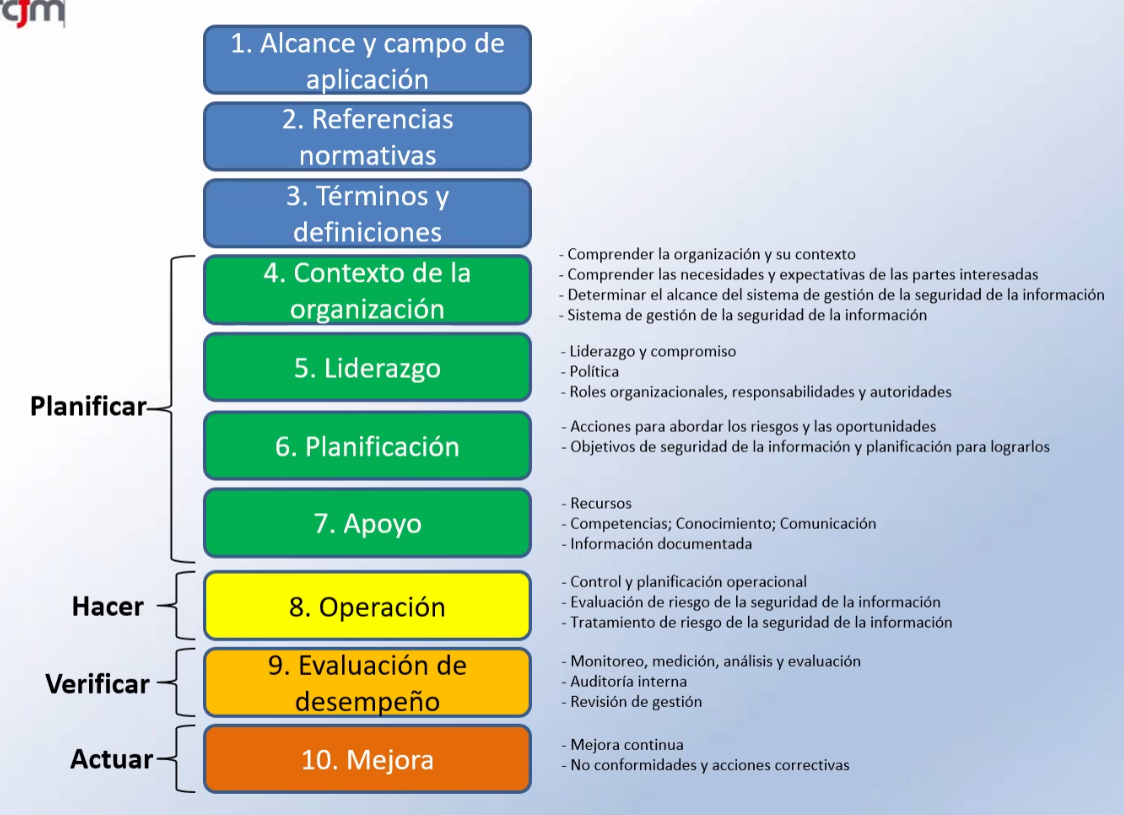 cjm
1. Alcance y campo de
aplicación
2. Referencias
normativas
3. Términos y
definiciones
Planificar
4. Contexto de la
organización
- Comprender la organización y su contexto
- Comprender las necesidades y expectativas de las partes interesadas
- Determinar el alcance del sistema de gestión de la seguridad de la información
- Sistema de gestión de la seguridad de la información
5. Liderazgo
- Liderazgo y compromiso
- Política
- Roles organizacionales, responsabilidades y autoridades
6. Planificación
- Acciones para abordar los riesgos y las oportunidades
- Objetivos de seguridad de la información y planificación para lograrlos
7. Apoyo
- Recursos
- Competencias; Conocimiento; Comunicación
- Información documentada
Hacer
8. Operación
- Control y planificación operacional
- Evaluación de riesgo de la seguridad de la información
- Tratamiento de riesgo de la seguridad de la información
Verificar
9. Evaluación de
desempeño
- Monitoreo, medición, análisis y evaluación
- Auditoría interna
- Revisión de gestión
Actuar
10. Mejora
- Mejora continua
- No conformidades y acciones correctivas